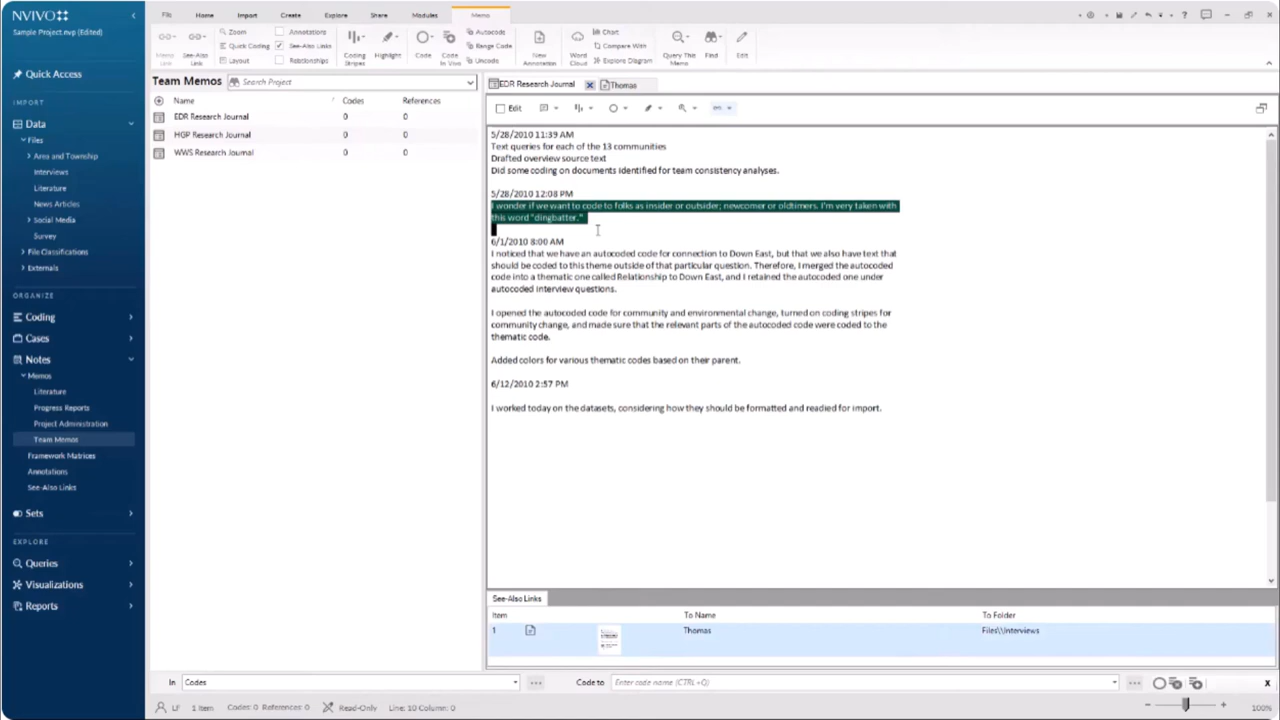 NVIVO
Sample Project.nvp (Edited)
Quick Access
IMPORT
Data
Files
Area and Township
Interviews
Literature
News Articles
Social Media
Survey
File Classifications
Externals
ORGANIZE
Coding
Cases
Notes
Memos
Literature
Progress Reports
Project Administration
Team Memos
Framework Matrices
Annotations
See-Also Links
Sets
EXPLORE
Queries
Visualizations
Reports
File Home Import Create Explore Share Modules Memo
Memo Link
See-Also Link
Zoom
Quick Coding
Layout
Annotations
See-Also Links
Relationships
Coding Stripes
Highlight
Code
Code In Vivo
Autocode
Range Code
Uncode
New Annotation
Word Cloud
Chart
Compare With
Explore Diagram
Query This Memo
Find
Edit
Team Memos Search Project
Name Codes References
EDR Research Journal 0 0
HGP Research Journal 0 0
WWS Research Journal 0 0
EDR Research Journal Thomas
Edit
5/28/2010 11:39 AM
Text queries for each of the 13 communities
Drafted overview source text
Did some coding on documents identified for team consistency analyses.
5/28/2010 12:08 PM
I wonder if we want to code to folks as insider or outsider; newcomer or oldtimers. I'm very taken with
this word "dingbatter."
6/1/2010 8:00 AM
I noticed that we have an autocoded code for connection to Down East, but that we also have text that
should be coded to this theme outside of that particular question. Therefore, I merged the autocoded
code into a thematic one called Relationship to Down East, and I retained the autocoded one under
autocoded interview questions.
I opened the autocoded code for community and environmental change, turned on coding stripes for
community change, and made sure that the relevant parts of the autocoded code were coded to the
thematic code.
Added colors for various thematic codes based on their parent.
6/12/2010 2:57 PM
I worked today on the datasets, considering how they should be formatted and readied for import.
See-Also Links
Item To Name To Folder
1 Thomas Files\\Interviews
In Codes Code to Enter code name (CTRL+Q) X
LF 1 Item Codes: 0 References: 0 Read-Only Line: 10 Column: 0 100%